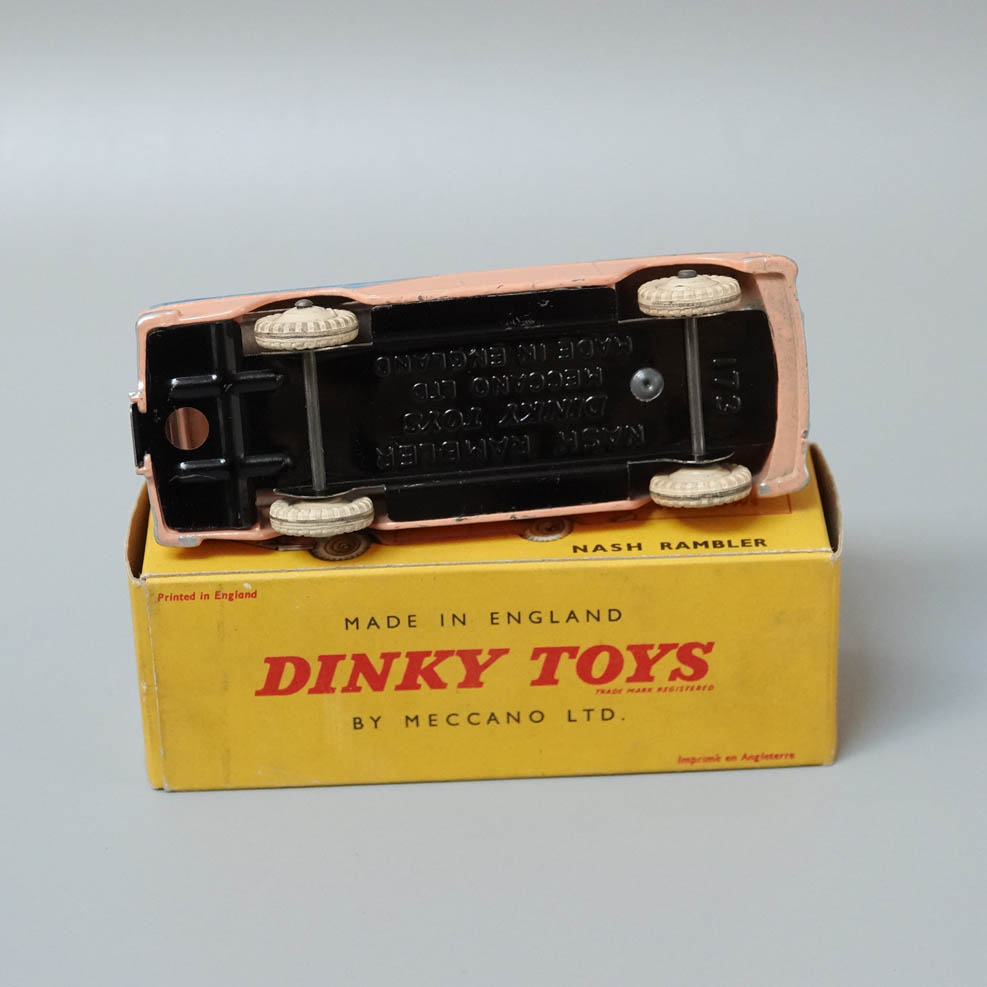 173
NASH RAMBLER
DINKY TOYS
MECCANO LTD
MADE IN ENGLAND
NASH RAMBLER
Printed in England
MADE IN ENGLAND
DINKY TOYS
TRADE MARK REGISTERED
BY MECCANO LTD.
Imprimé en Angleterre